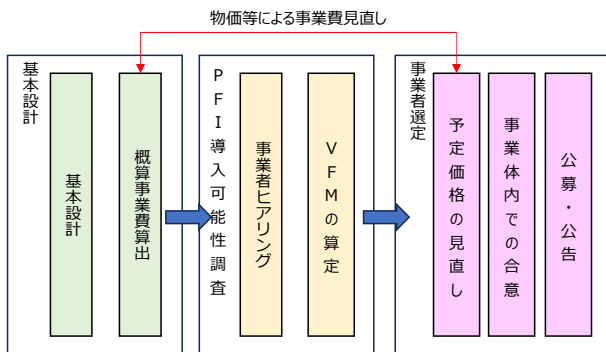 物価等による事業費見直し
基本設計
基本設計
概算事業費算出
PFI導入可能性調査
事業者ヒアリング
VFMの算定
事業者選定
予定価格の見直し
事業体内での合意
公募・公告